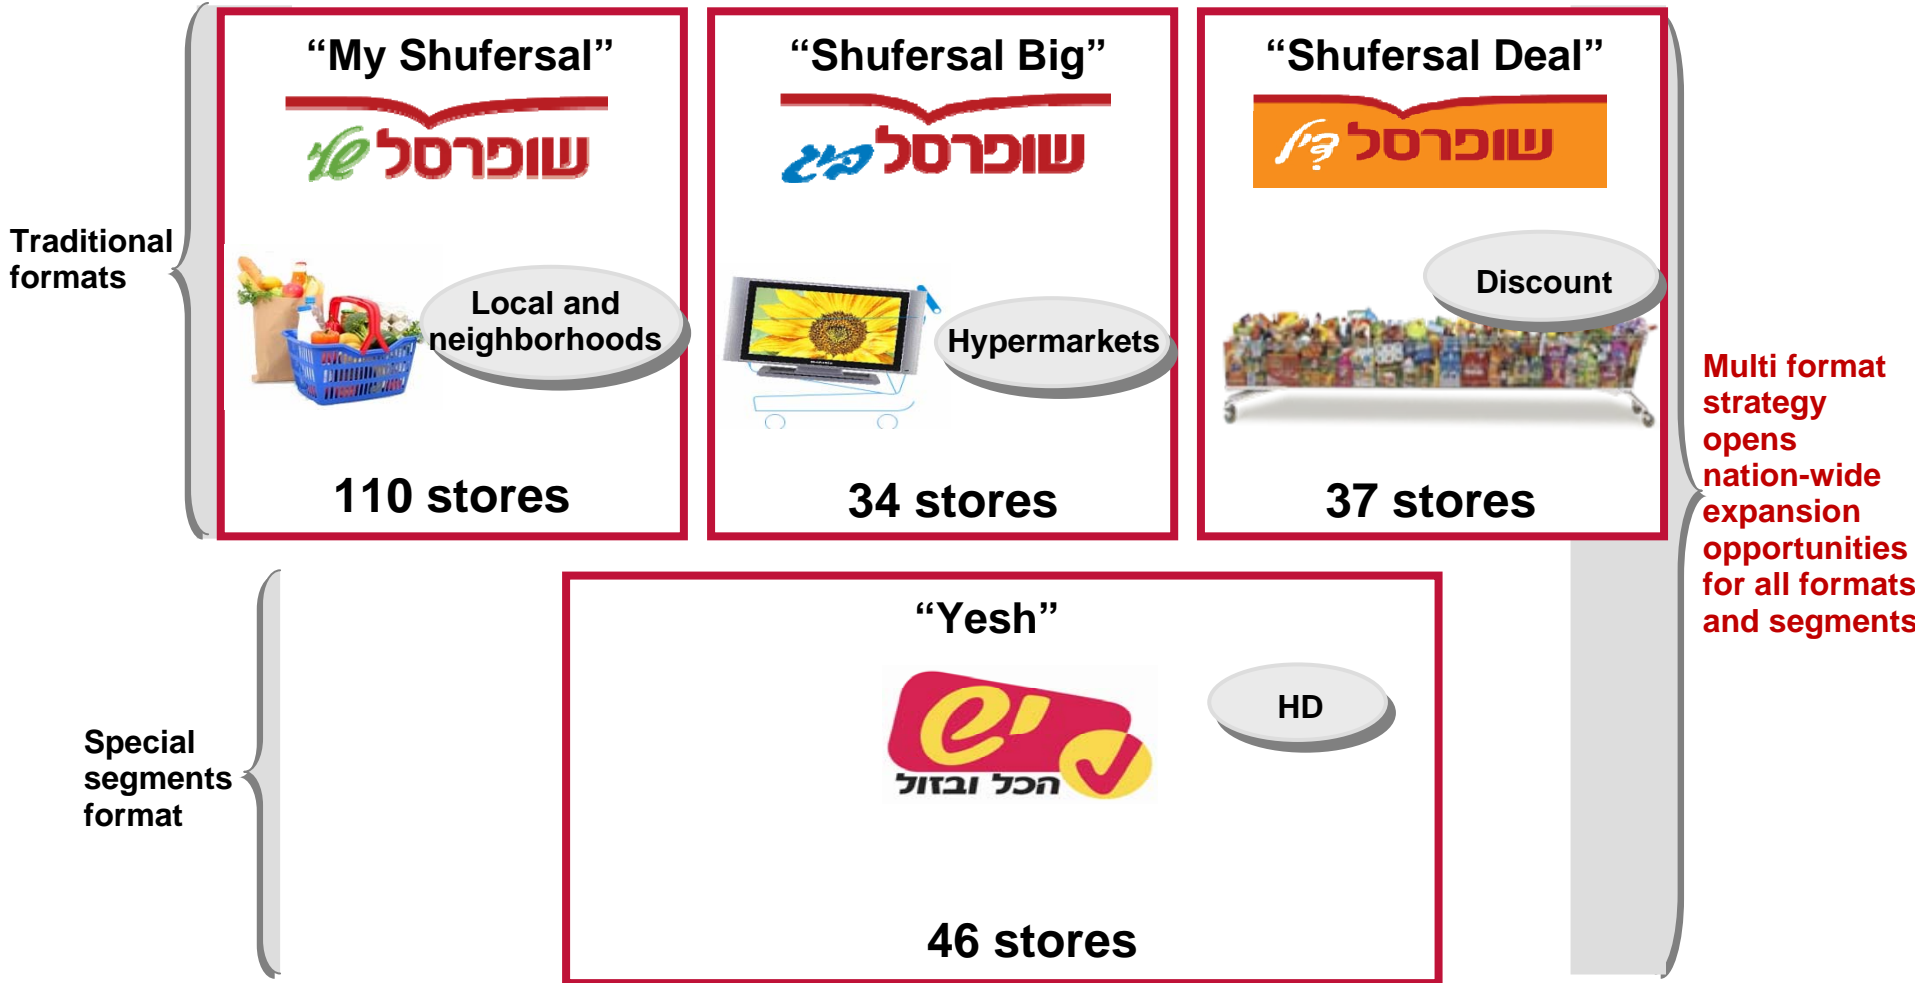 “My Shufersal”
שופרסל שלי
“Shufersal Big”
שופרסל ביג
“Shufersal Deal”
שופרסל דיל
Traditional
formats
Local and
neighborhoods
Hypermarkets
Discount
110 stores
34 stores
37 stores
Multi format
strategy
opens
nation-wide
expansion
opportunities
for all formats
and segments
“Yesh”
יש
הכל ובזול
HD
Special
segments
format
46 stores